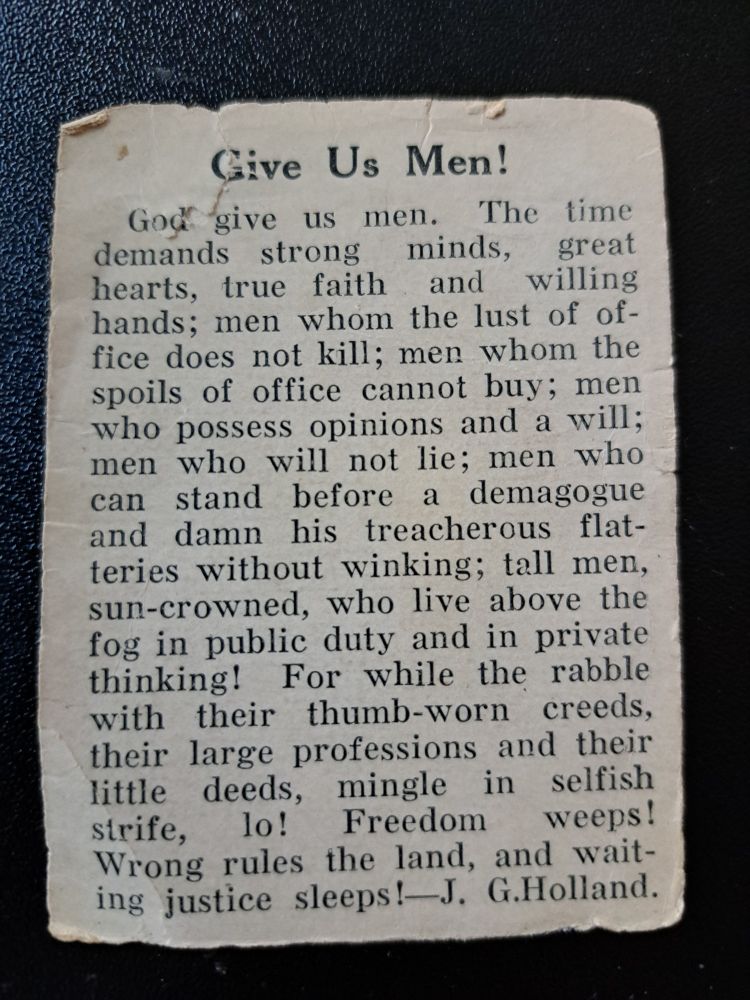 Give Us Men!
God give us men. The time
demands strong minds, great
hearts, true faith and willing
hands; men whom the lust of of-
fice does not kill; men whom the
spoils of office cannot buy; men
who possess opinions and a will;
men who will not lie; men who
can stand before a demagogue
and damn his treacherous flat-
teries without winking; tall men,
sun-crowned, who live above the
fog in public duty and in private
thinking! For while the rabble
with their thumb-worn creeds,
their large professions and their
little deeds, mingle in selfish
strife, lo! Freedom weeps!
Wrong rules the land, and wait-
ing justice sleeps!—J. G.Holland.